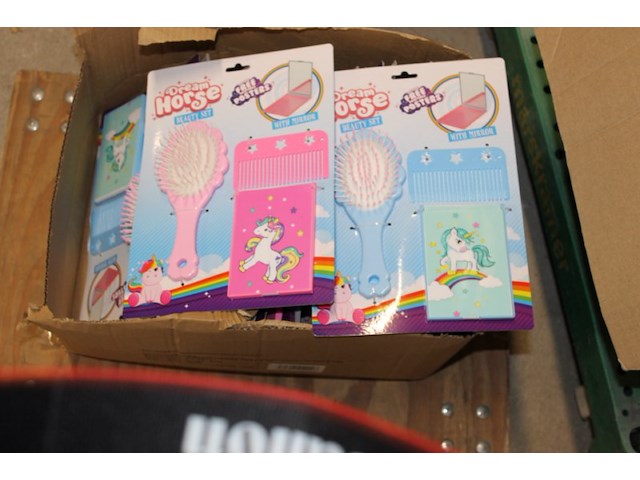 Dream
Horse
BEAUTY SET
FREE
POSTERS
WITH MIRROR
Dream
Horse
BEAUTY SET
FREE
POSTERS
WITH MIRROR